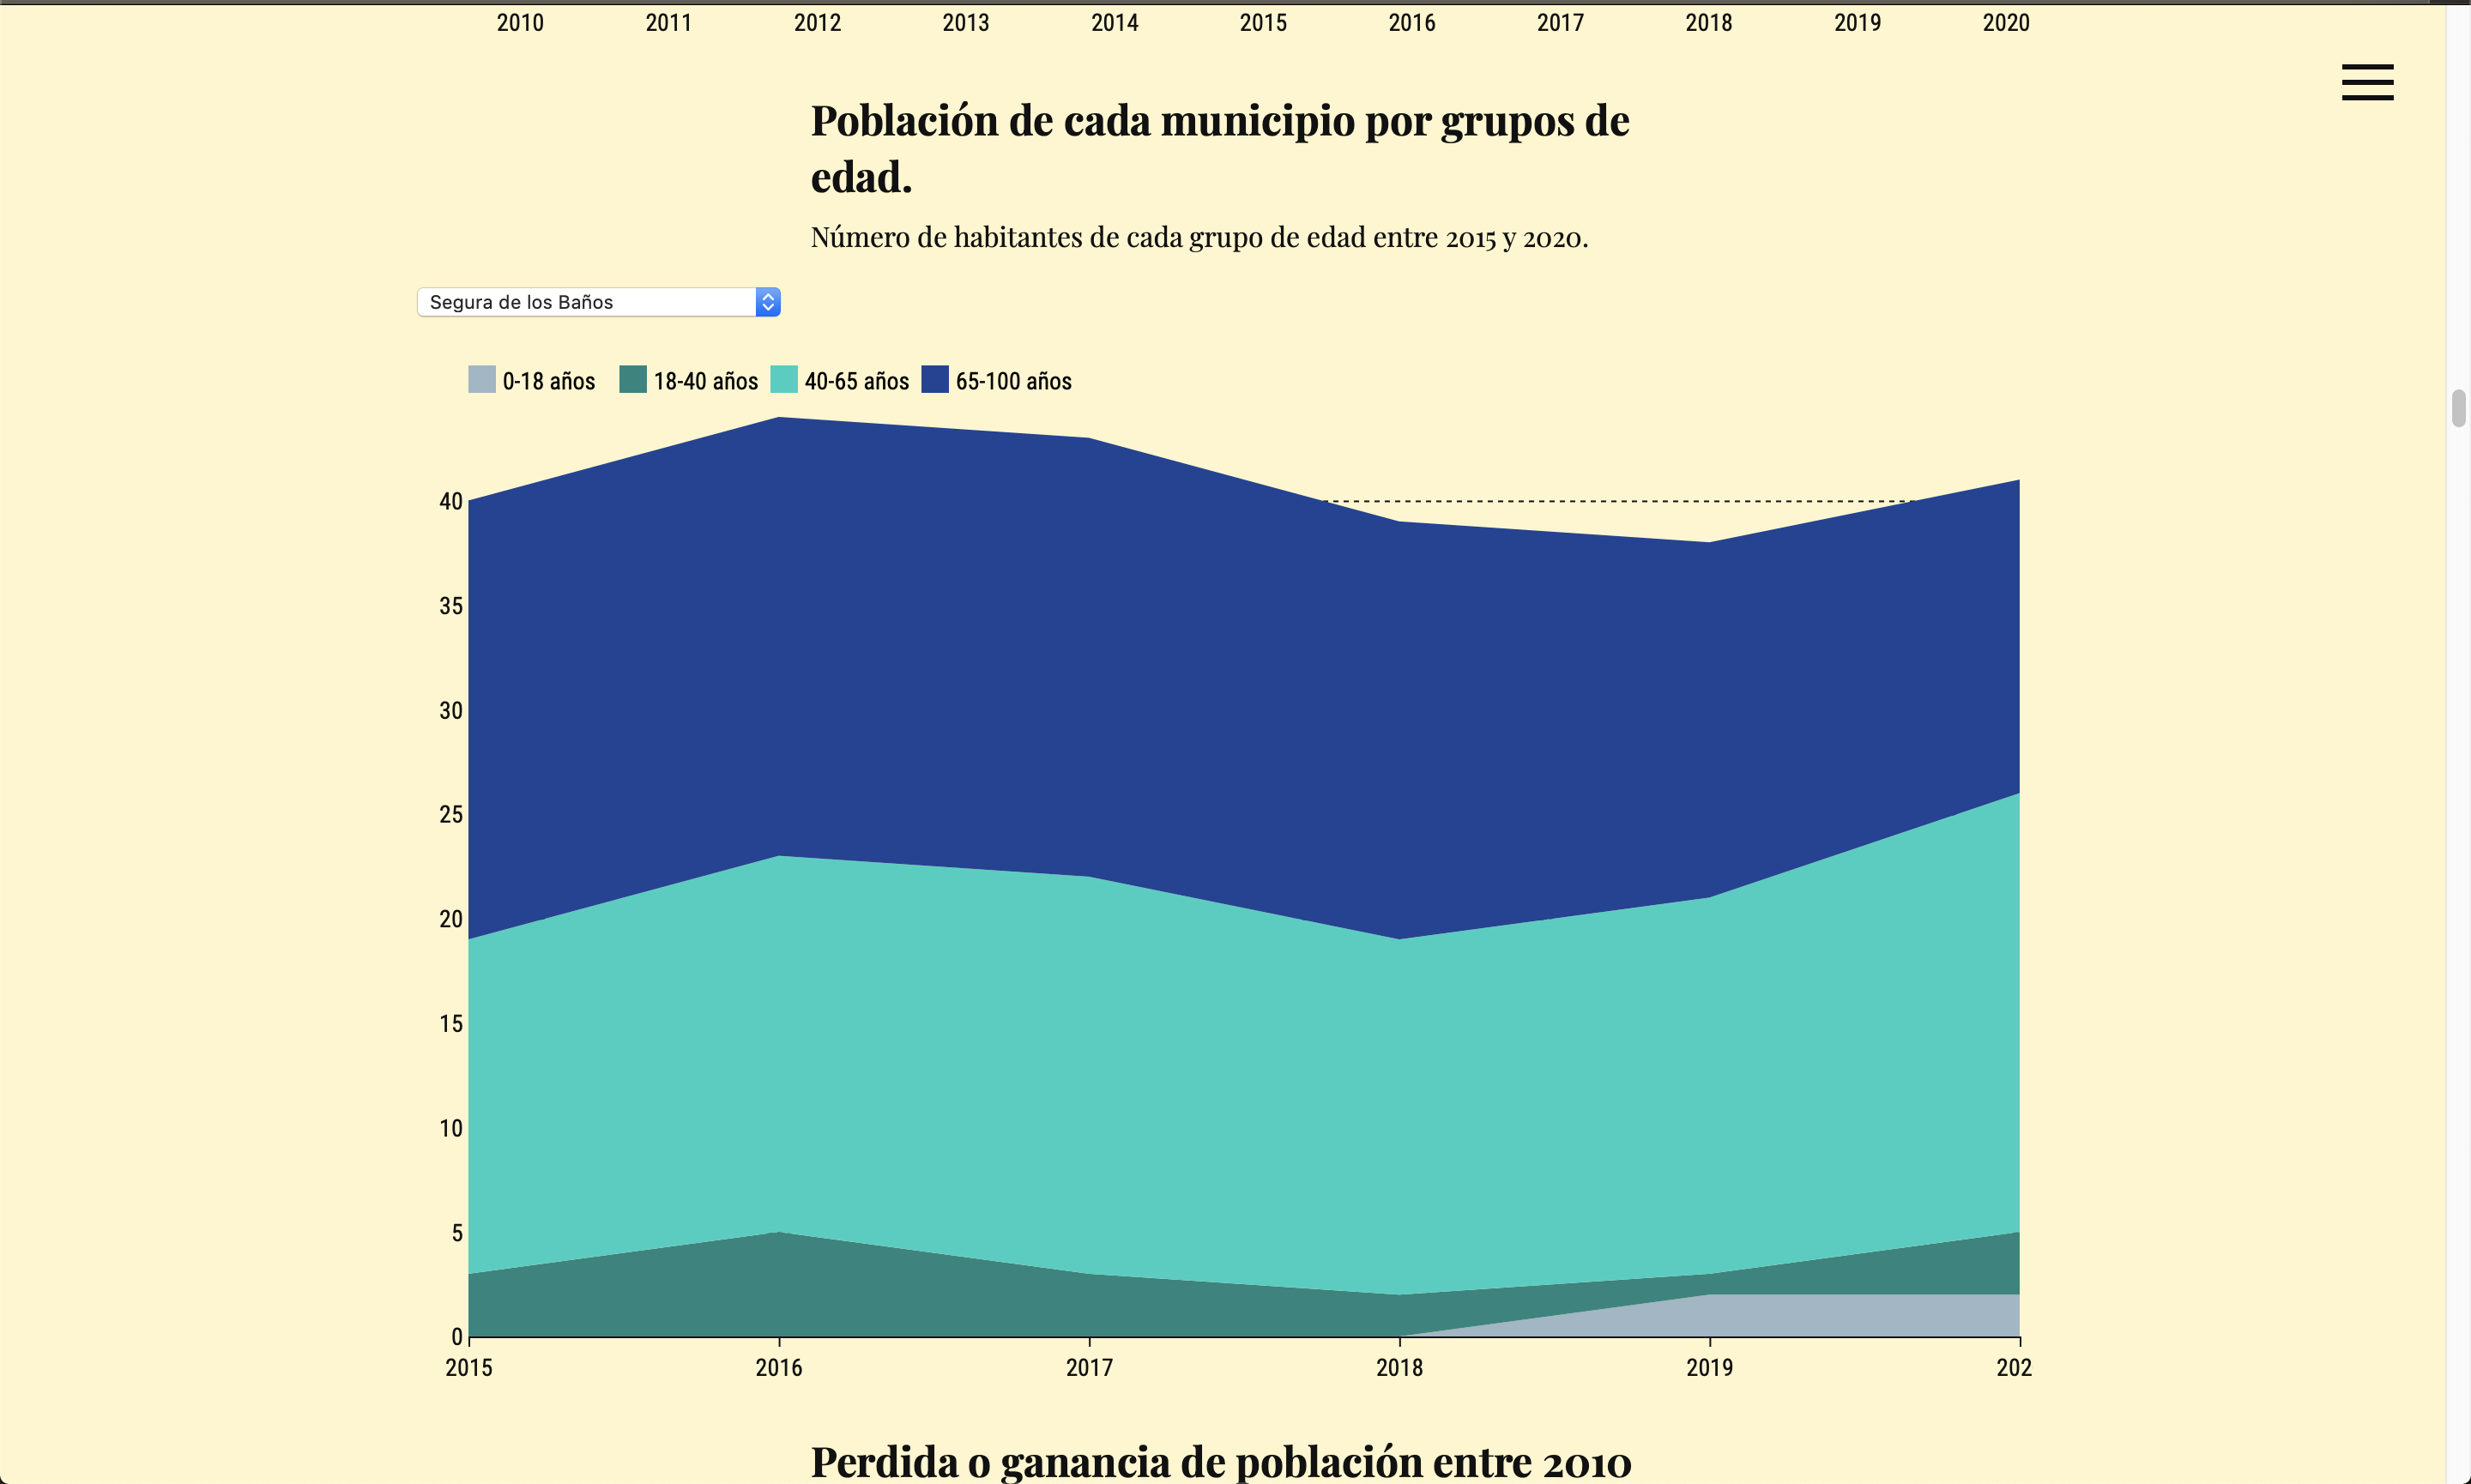 2010 2011 2012 2013 2014 2015 2016 2017 2018 2019 2020
Población de cada municipio por grupos de
edad.
Número de habitantes de cada grupo de edad entre 2015 y 2020.
Segura de los Baños
0-18 años 18-40 años 40-65 años 65-100 años
40
35
30
25
20
15
10
5
0
2015 2016 2017 2018 2019 202
Perdida o ganancia de población entre 2010